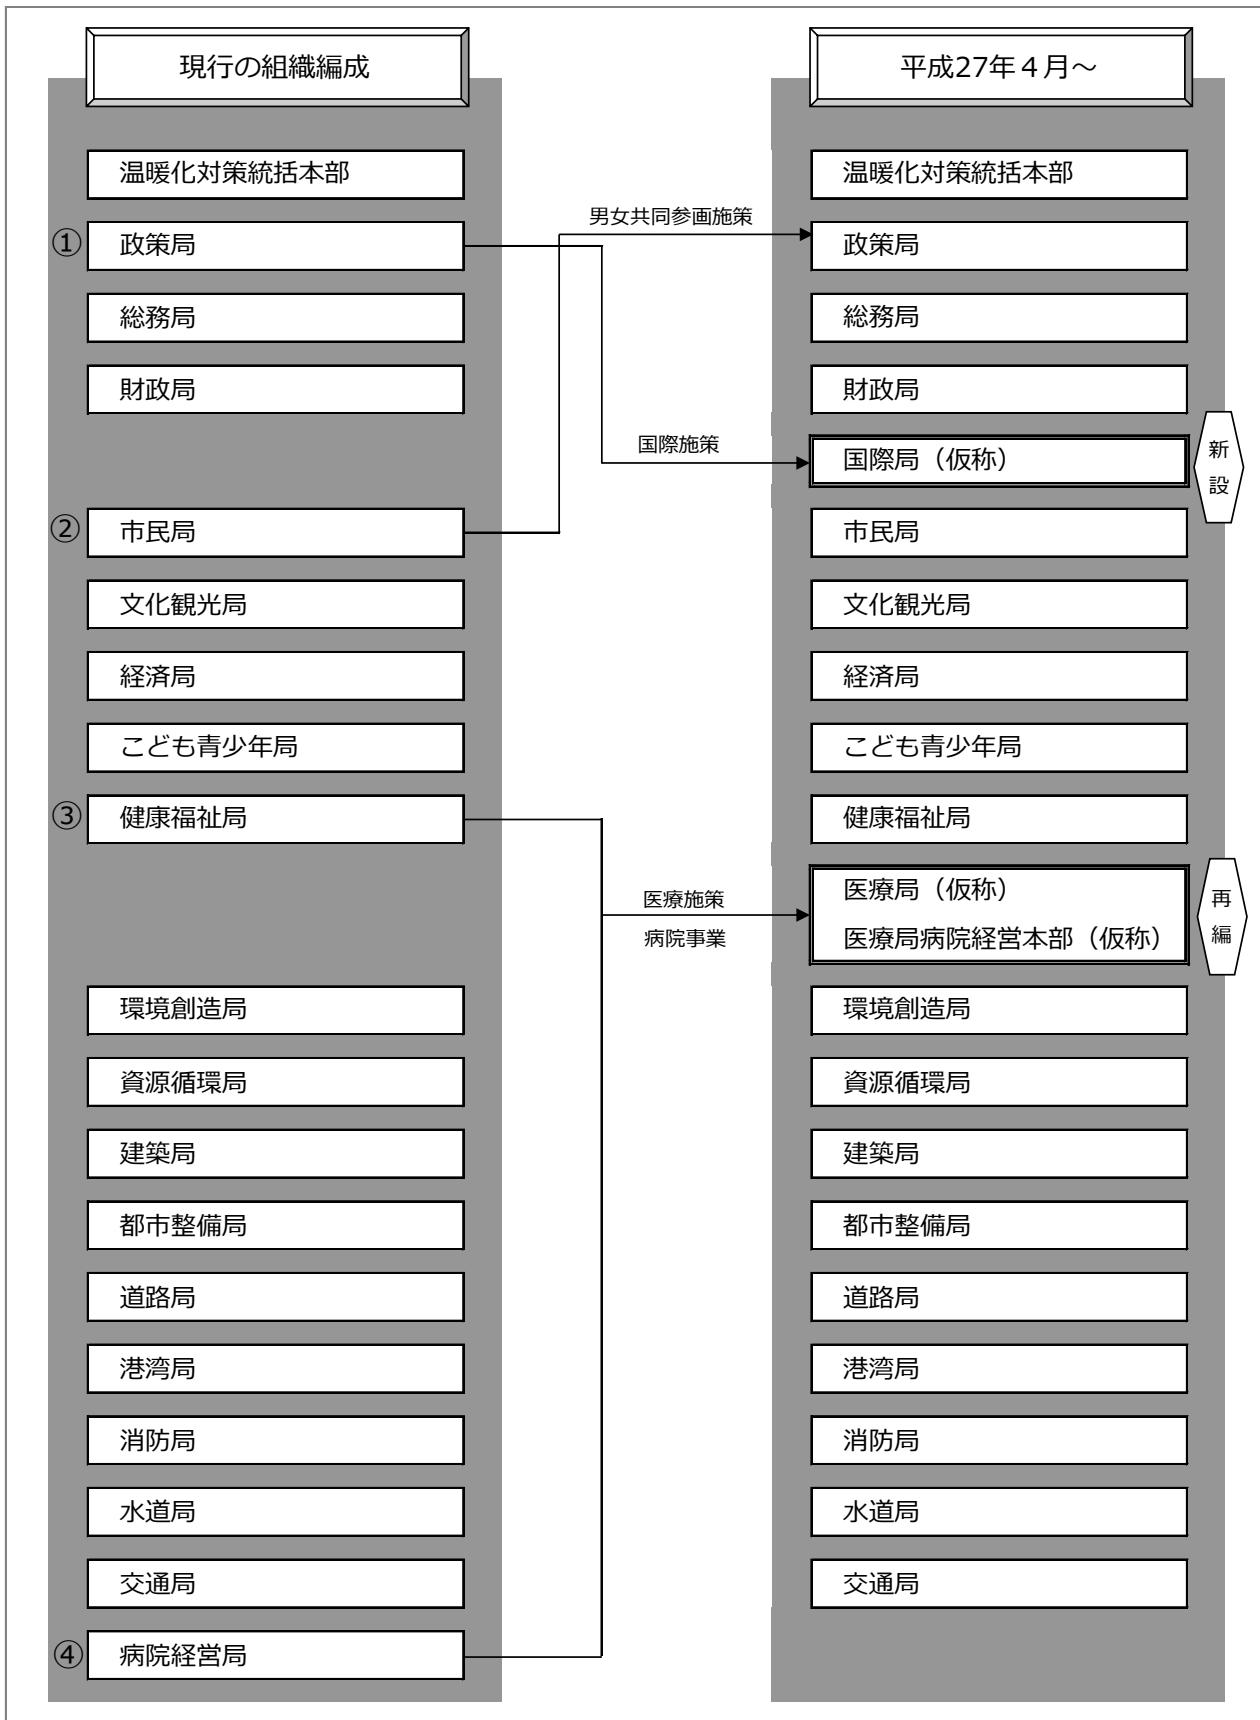 現行の組織編成
温暖化対策統括本部
① 政策局
総務局
財政局
② 市民局
文化観光局
経済局
こども青少年局
③ 健康福祉局
環境創造局
資源循環局
建築局
都市整備局
道路局
港湾局
消防局
水道局
交通局
④ 病院経営局
男女共同参画施策
国際施策
医療施策
病院事業
平成27年４月～
温暖化対策統括本部
政策局
総務局
財政局
国際局（仮称）
新設
市民局
文化観光局
経済局
こども青少年局
健康福祉局
医療局（仮称）
医療局病院経営本部（仮称）
再編
環境創造局
資源循環局
建築局
都市整備局
道路局
港湾局
消防局
水道局
交通局